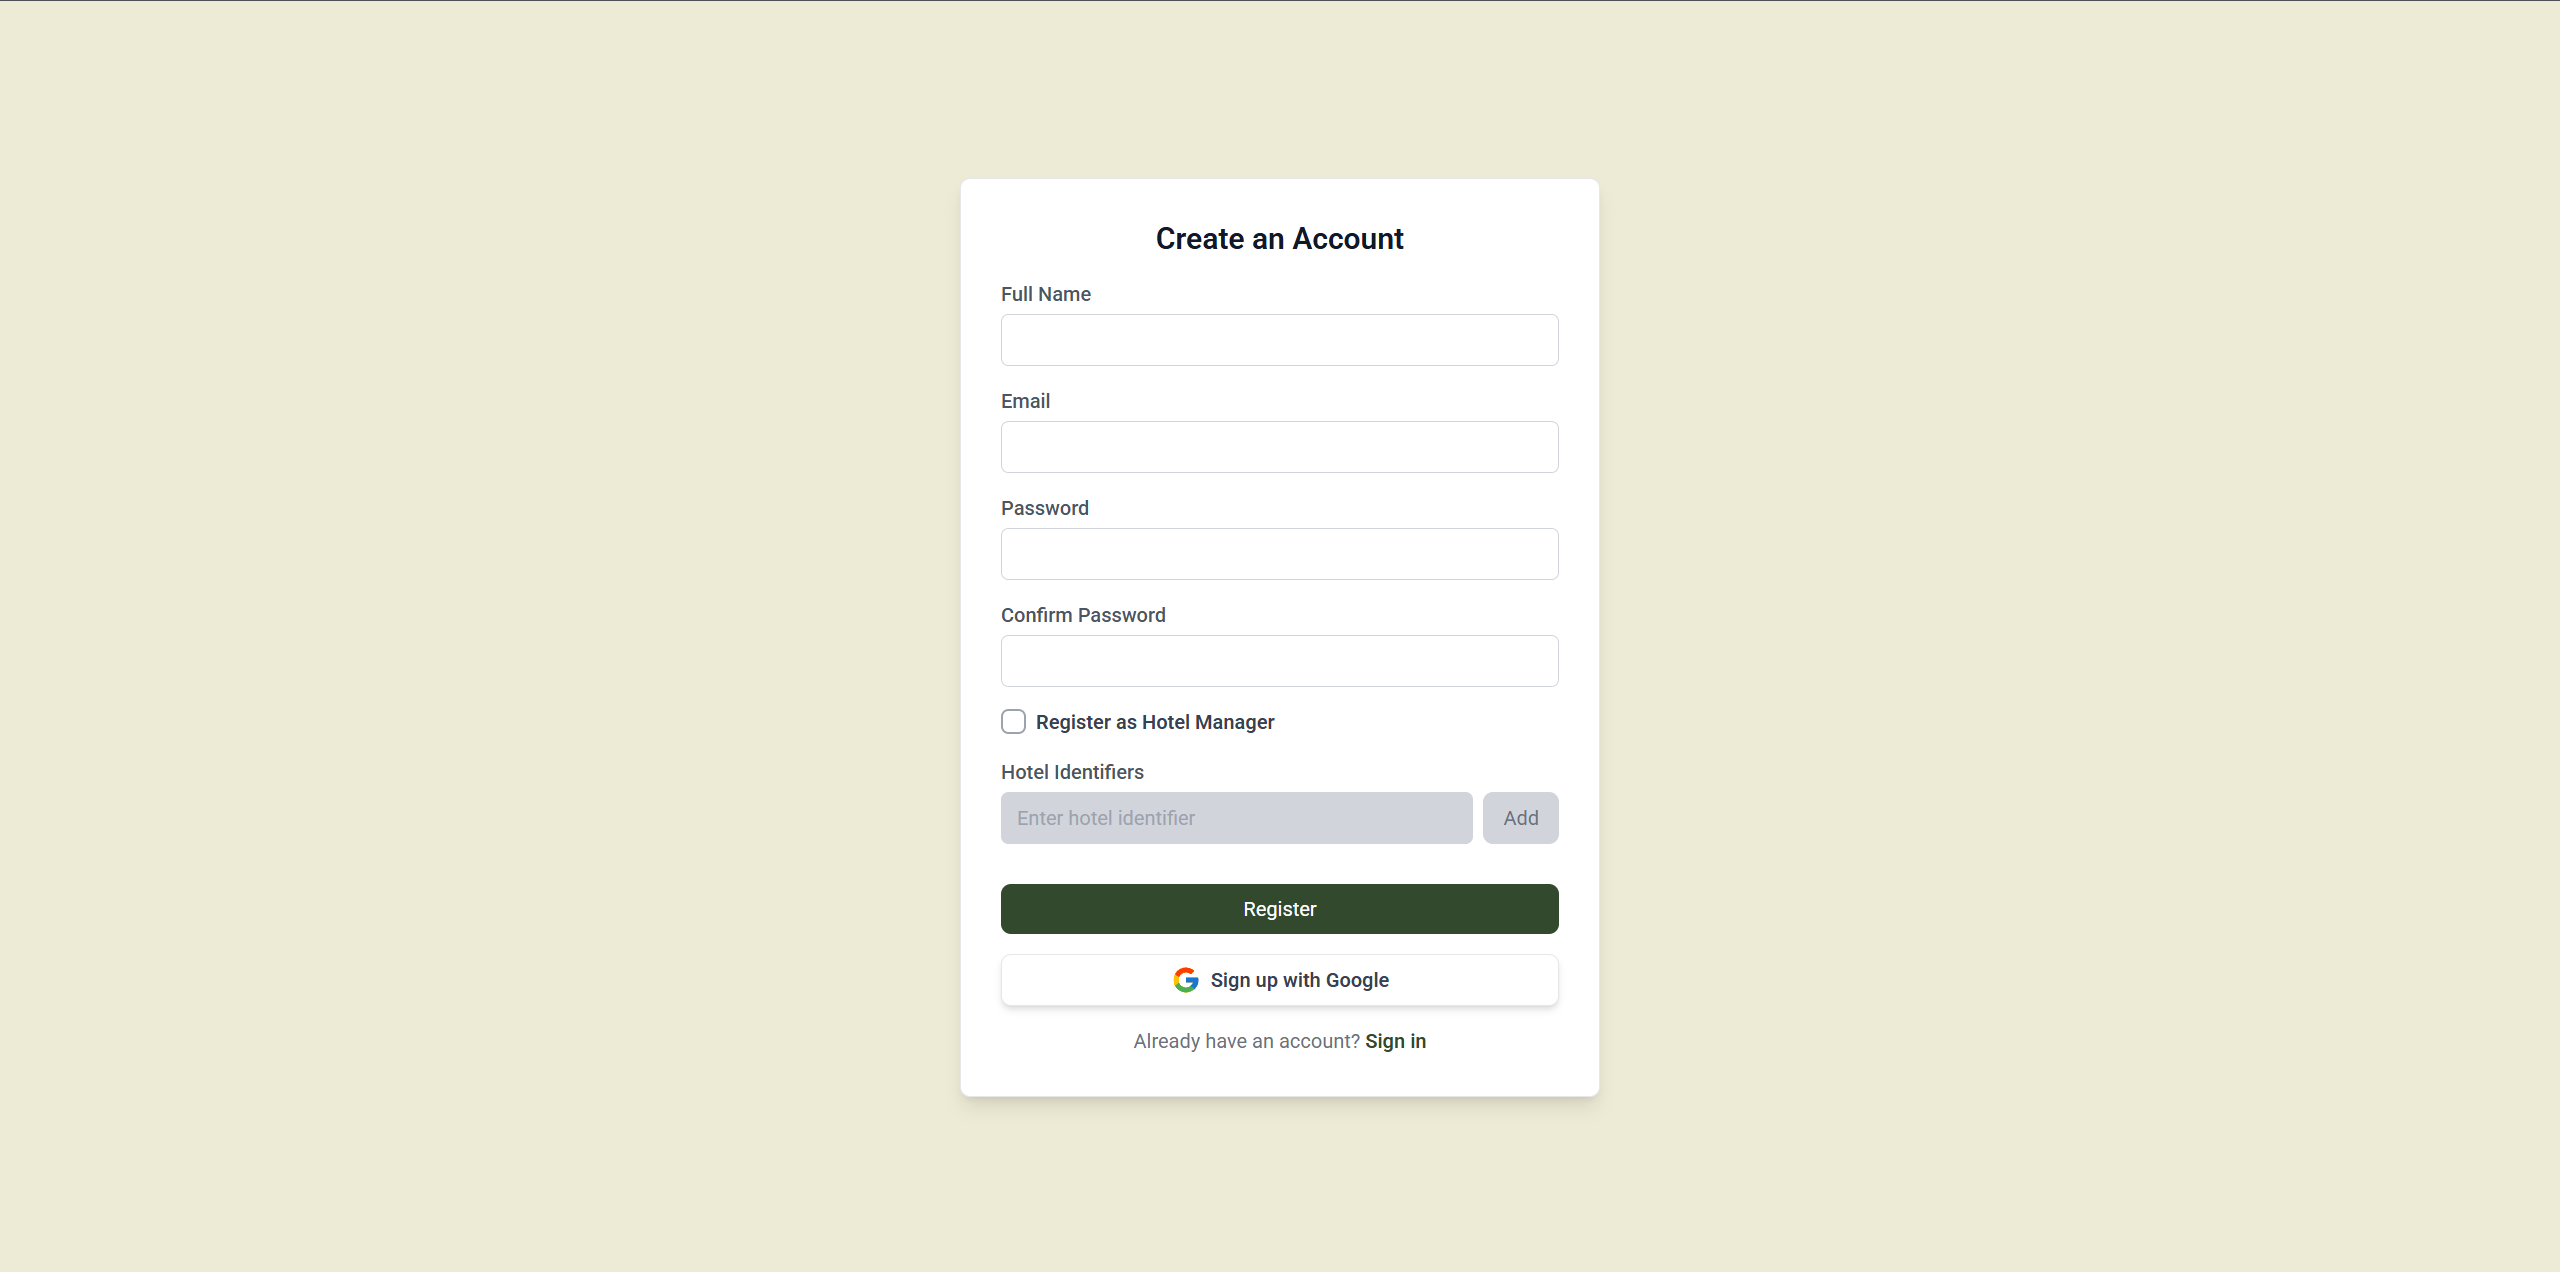 Create an Account
Full Name
Email
Password
Confirm Password
Register as Hotel Manager
Hotel Identifiers
Enter hotel identifier Add
Register
Sign up with Google
Already have an account? Sign in